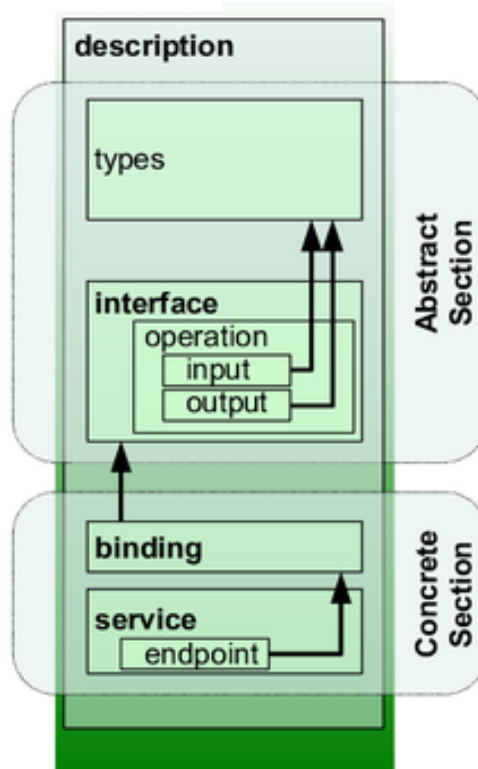 description
types
interface
operation
input
output
Abstract
Section
binding
service
endpoint
Concrete
Section